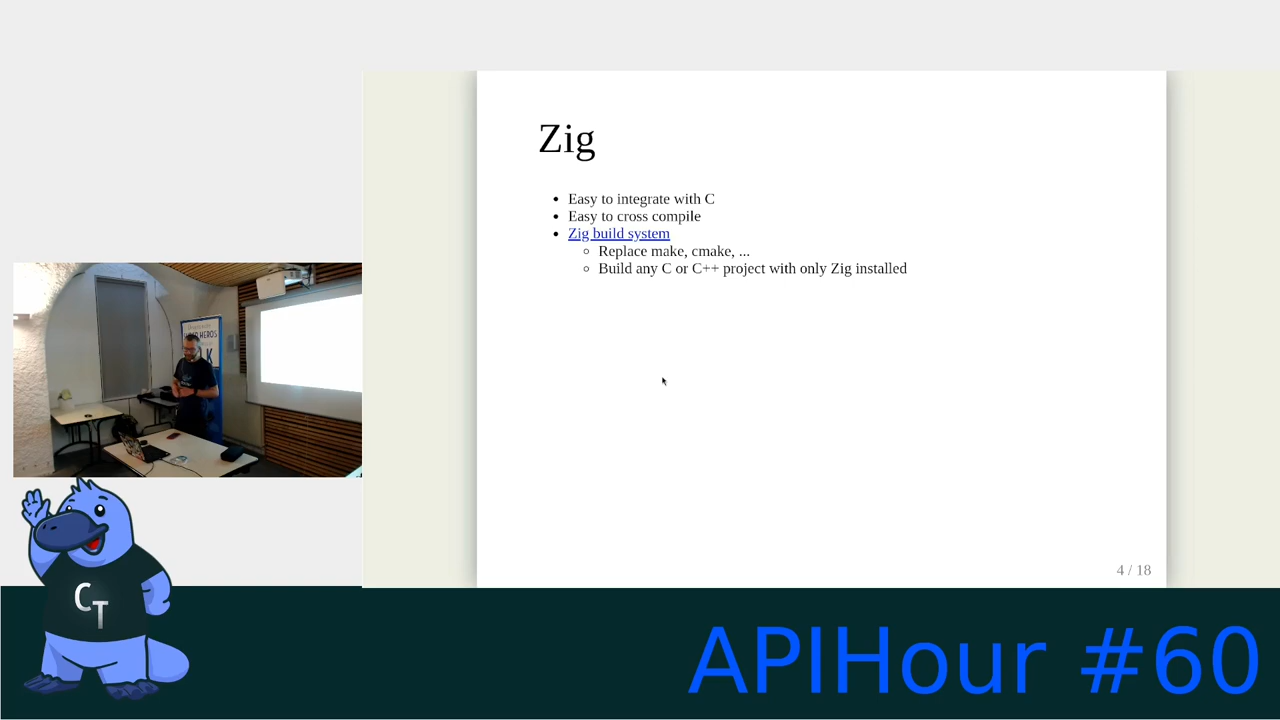 Zig
Easy to integrate with C
Easy to cross compile
Zig build system
Replace make, cmake, ...
Build any C or C++ project with only Zig installed
4 / 18
HEROS
K
C
T
APIHour #60